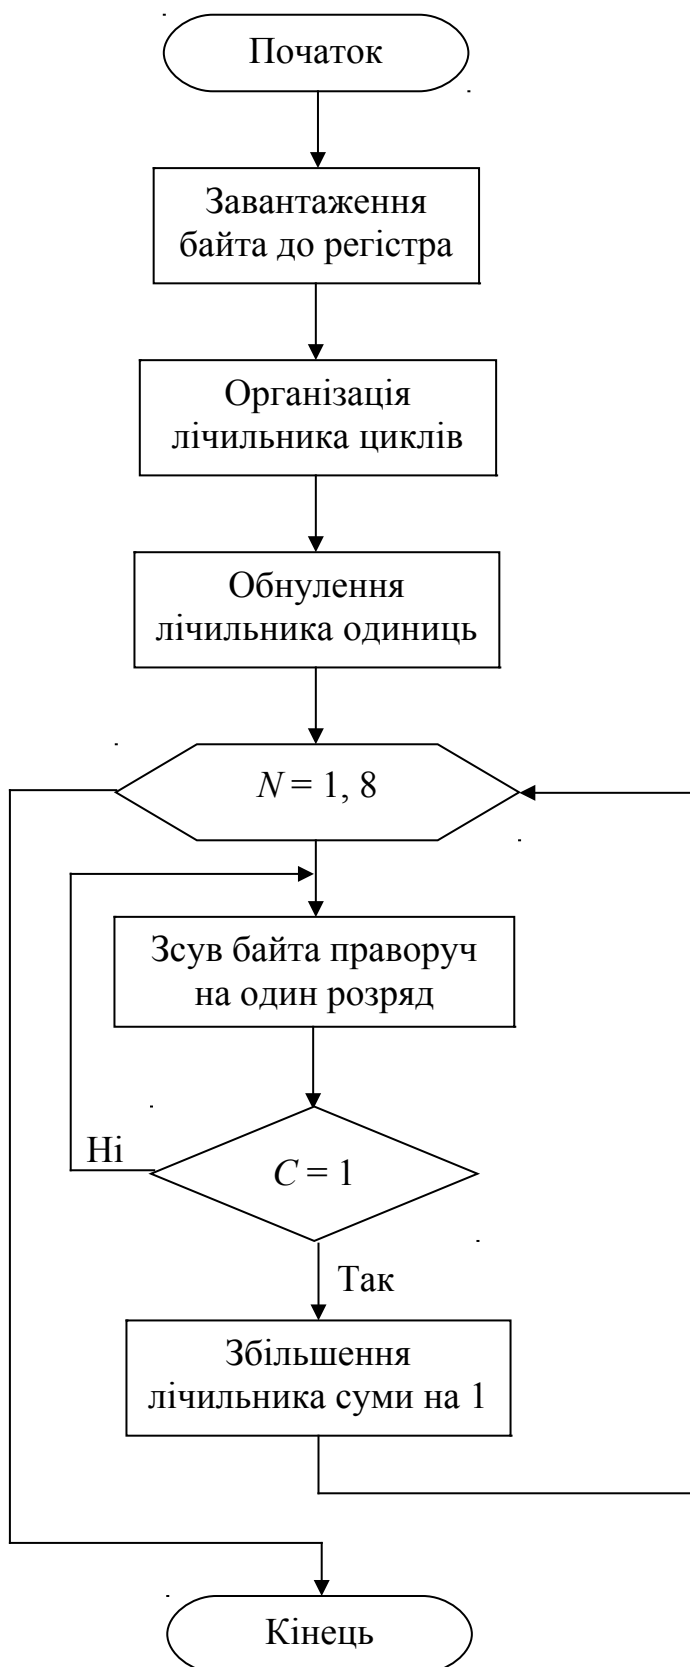 Початок
Завантаження
байта до регістра
Організація
лічильника циклів
Обнулення
лічильника одиниць
N = 1, 8
Зсув байта праворуч
на один розряд
Ні
C = 1
Так
Збільшення
лічильника суми на 1
Кінець